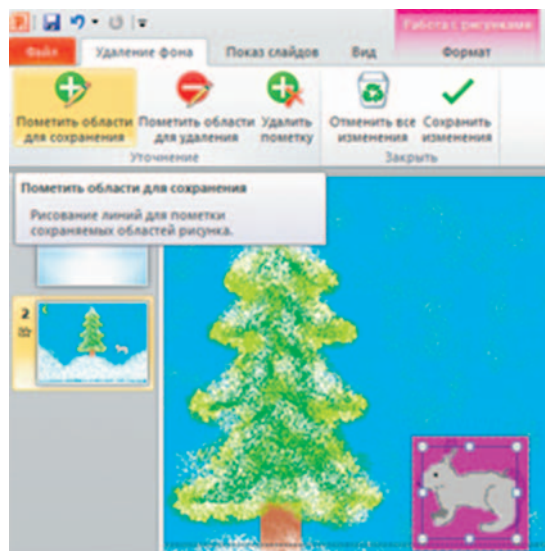 Работа с рисунками
Файл Удаление фона Показ слайдов Вид Формат
Пометить области для сохранения
Пометить области для удаления
Удалить пометку
Отменить все изменения
Сохранить изменения
Уточнение
Закрыть
Пометить области для сохранения
Рисование линий для пометки
сохраняемых областей рисунка.
2